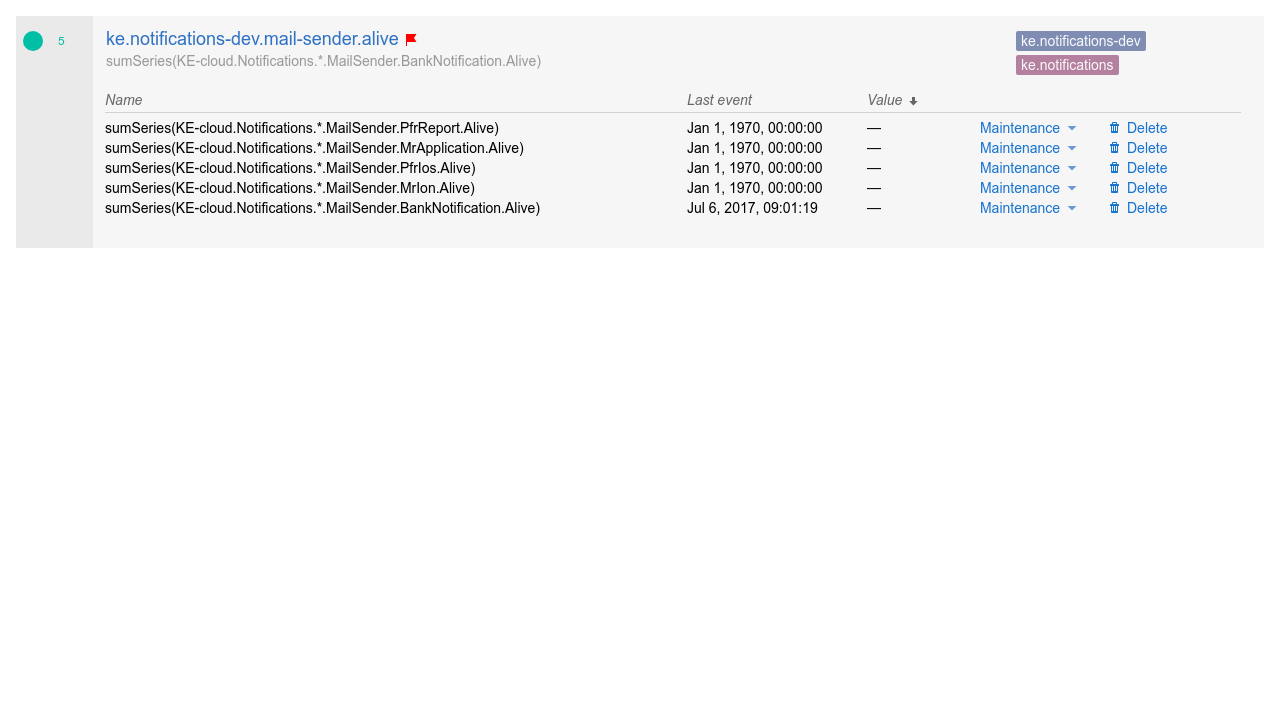 5
ke.notifications-dev.mail-sender.alive
ke.notifications-dev
sumSeries(KE-cloud.Notifications.*.MailSender.BankNotification.Alive)
ke.notifications
Name Last event Value
sumSeries(KE-cloud.Notifications.*.MailSender.PfrReport.Alive) Jan 1, 1970, 00:00:00 — Maintenance Delete
sumSeries(KE-cloud.Notifications.*.MailSender.MrApplication.Alive) Jan 1, 1970, 00:00:00 — Maintenance Delete
sumSeries(KE-cloud.Notifications.*.MailSender.PfrIos.Alive) Jan 1, 1970, 00:00:00 — Maintenance Delete
sumSeries(KE-cloud.Notifications.*.MailSender.MrIon.Alive) Jan 1, 1970, 00:00:00 — Maintenance Delete
sumSeries(KE-cloud.Notifications.*.MailSender.BankNotification.Alive) Jul 6, 2017, 09:01:19 — Maintenance Delete